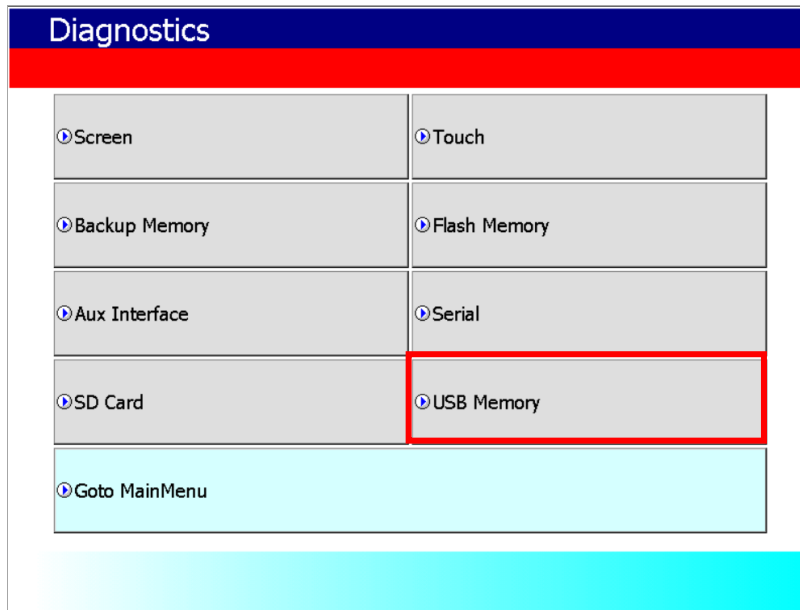 Diagnostics
Screen
Touch
Backup Memory
Flash Memory
Aux Interface
Serial
SD Card
USB Memory
Goto MainMenu